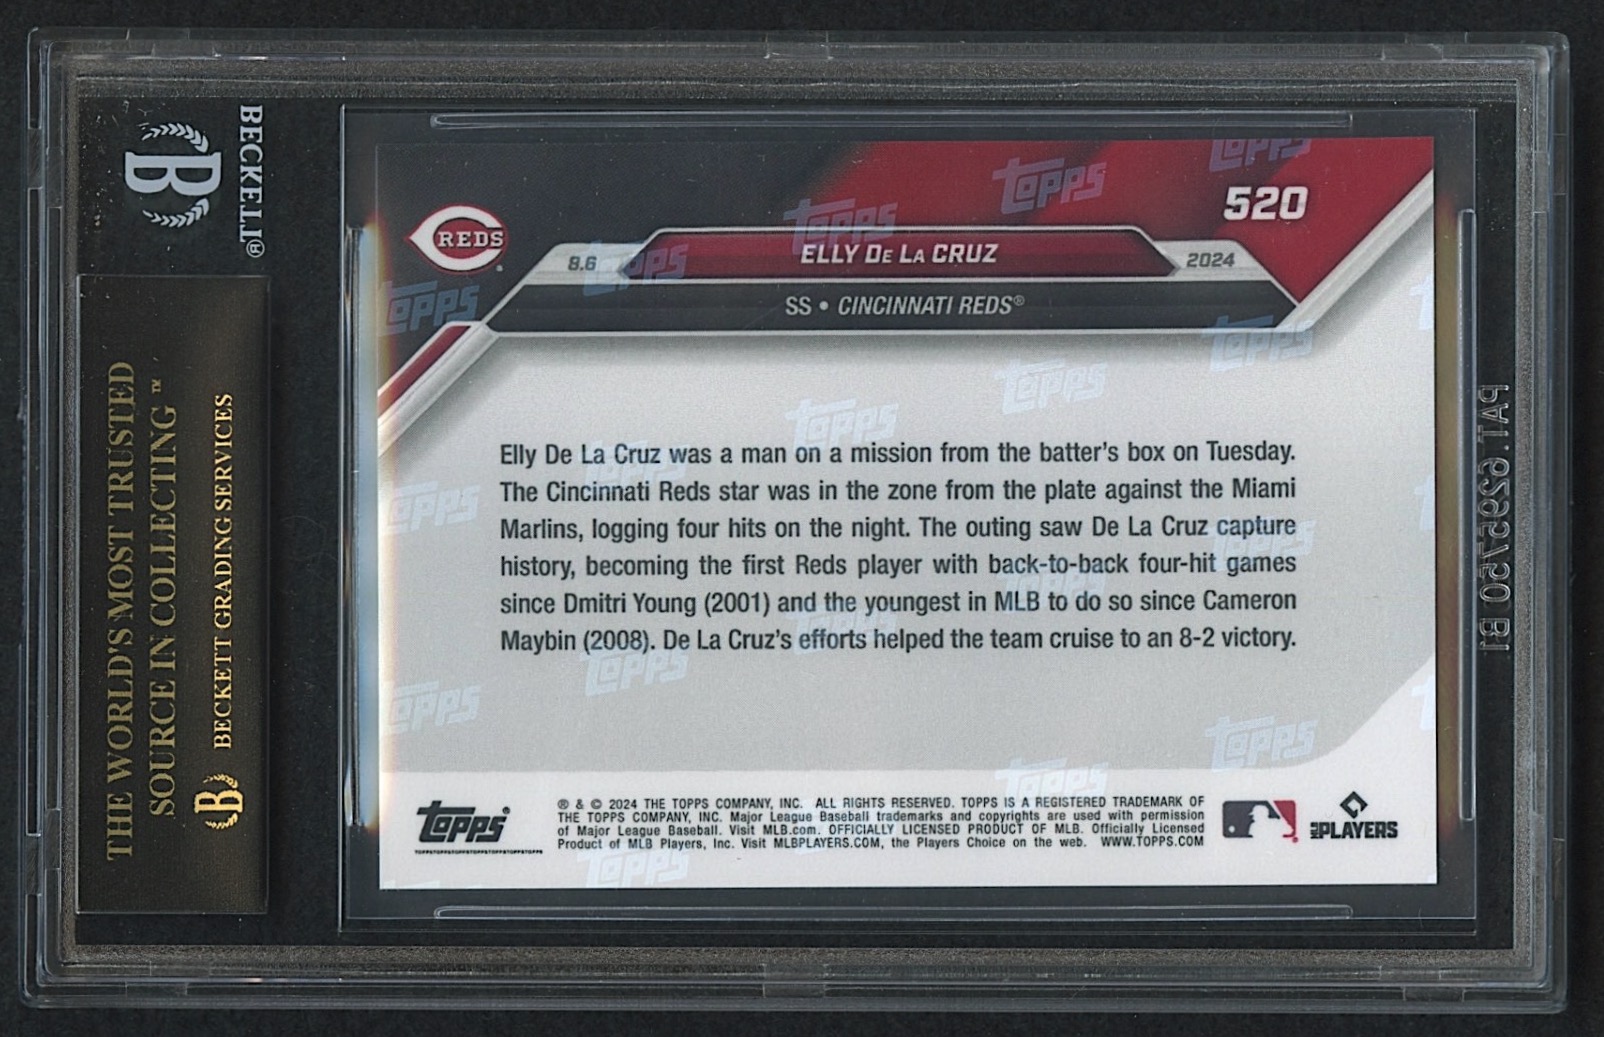 BECKETT®
B
THE WORLD'S MOST TRUSTED
SOURCE IN COLLECTING™
B BECKETT GRADING SERVICES
REDS
520
8.6
ELLY DE LA CRUZ
2024
SS • CINCINNATI REDS®
Elly De La Cruz was a man on a mission from the batter's box on Tuesday.
The Cincinnati Reds star was in the zone from the plate against the Miami
Marlins, logging four hits on the night. The outing saw De La Cruz capture
history, becoming the first Reds player with back-to-back four-hit games
since Dmitri Young (2001) and the youngest in MLB to do so since Cameron
Maybin (2008). De La Cruz's efforts helped the team cruise to an 8-2 victory.
Topps®
® & © 2024 THE TOPPS COMPANY, INC. ALL RIGHTS RESERVED. TOPPS IS A REGISTERED TRADEMARK OF
THE TOPPS COMPANY, INC. Major League Baseball trademarks and copyrights are used with permission
of Major League Baseball. Visit MLB.com. OFFICIALLY LICENSED PRODUCT OF MLB. Officially Licensed
Product of MLB Players, Inc. Visit MLBPLAYERS.COM, the Players Choice on the web. WWW.TOPPS.COM
MLBPLAYERS
PAT. 6295750 B1